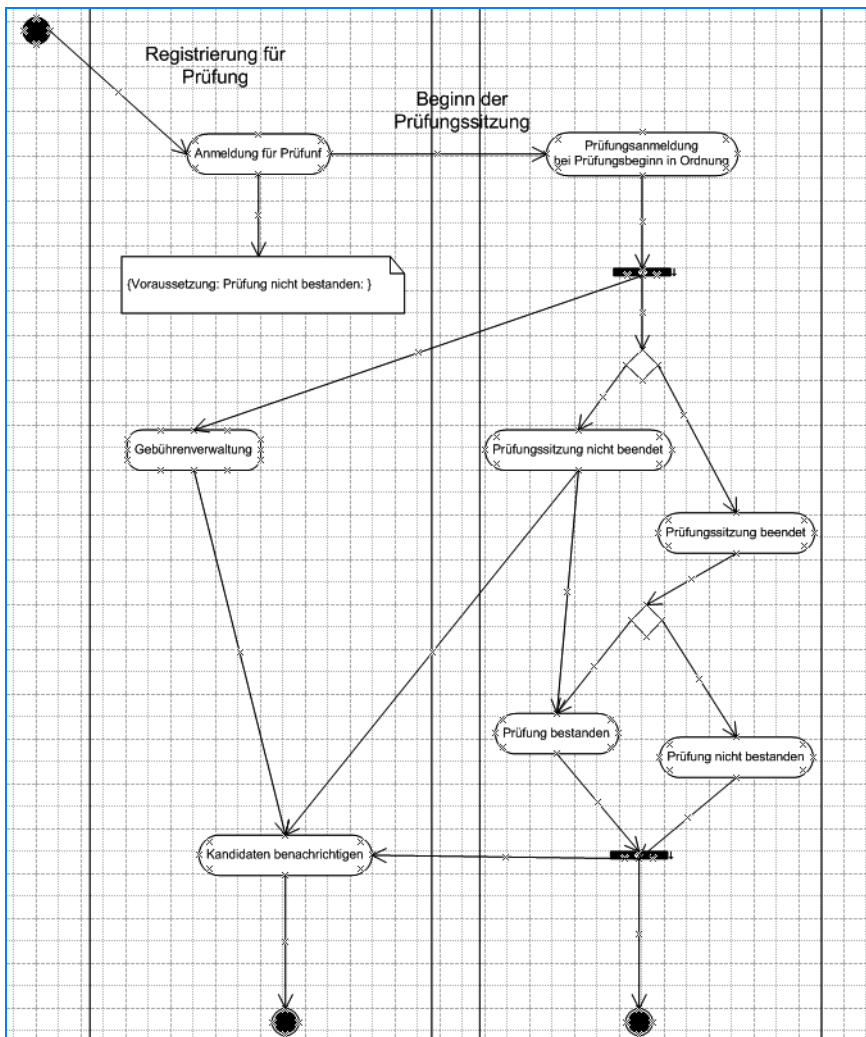 Registrierung für
Prüfung
Beginn der
Prüfungssitzung
Anmeldung für Prüfunf
Prüfungsanmeldung
bei Prüfungsbeginn in Ordnung
{Voraussetzung: Prüfung nicht bestanden: }
Gebührenverwaltung
Prüfungssitzung nicht beendet
Prüfungssitzung beendet
Prüfung bestanden
Prüfung nicht bestanden
Kandidaten benachrichtigen